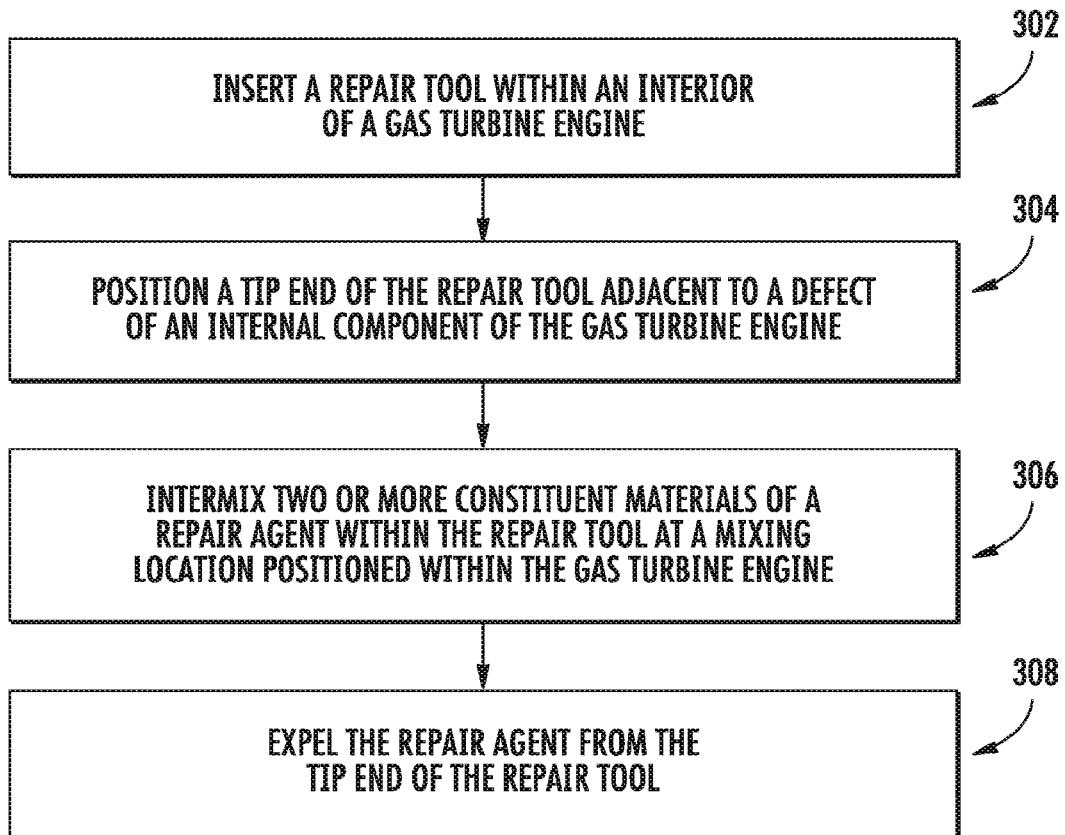 302
INSERT A REPAIR TOOL WITHIN AN INTERIOR
OF A GAS TURBINE ENGINE
304
POSITION A TIP END OF THE REPAIR TOOL ADJACENT TO A DEFECT
OF AN INTERNAL COMPONENT OF THE GAS TURBINE ENGINE
306
INTERMIX TWO OR MORE CONSTITUENT MATERIALS OF A
REPAIR AGENT WITHIN THE REPAIR TOOL AT A MIXING
LOCATION POSITIONED WITHIN THE GAS TURBINE ENGINE
308
EXPEL THE REPAIR AGENT FROM THE
TIP END OF THE REPAIR TOOL